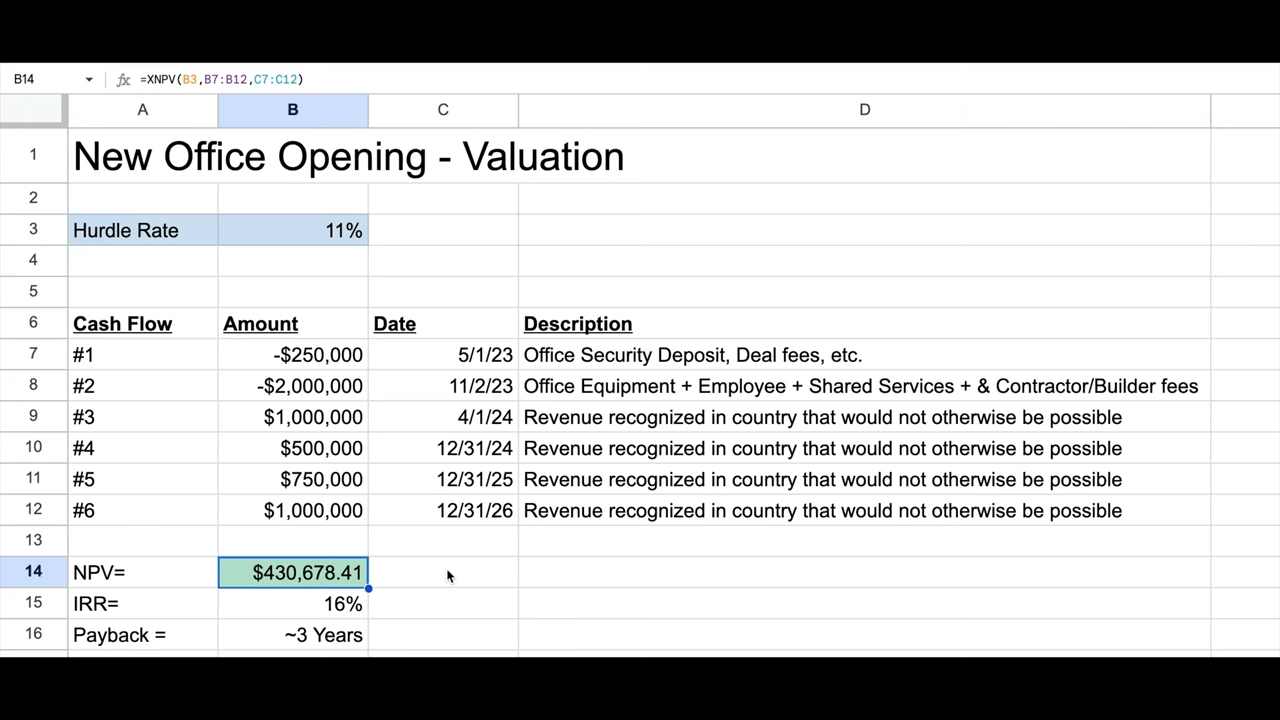 B14 fx =XNPV(B3,B7:B12,C7:C12)
A B C D
1 New Office Opening - Valuation
2
3 Hurdle Rate 11%
4
5
6 Cash Flow Amount Date Description
7 #1 -$250,000 5/1/23 Office Security Deposit, Deal fees, etc.
8 #2 -$2,000,000 11/2/23 Office Equipment + Employee + Shared Services + & Contractor/Builder fees
9 #3 $1,000,000 4/1/24 Revenue recognized in country that would not otherwise be possible
10 #4 $500,000 12/31/24 Revenue recognized in country that would not otherwise be possible
11 #5 $750,000 12/31/25 Revenue recognized in country that would not otherwise be possible
12 #6 $1,000,000 12/31/26 Revenue recognized in country that would not otherwise be possible
13
14 NPV= $430,678.41
15 IRR= 16%
16 Payback = ~3 Years